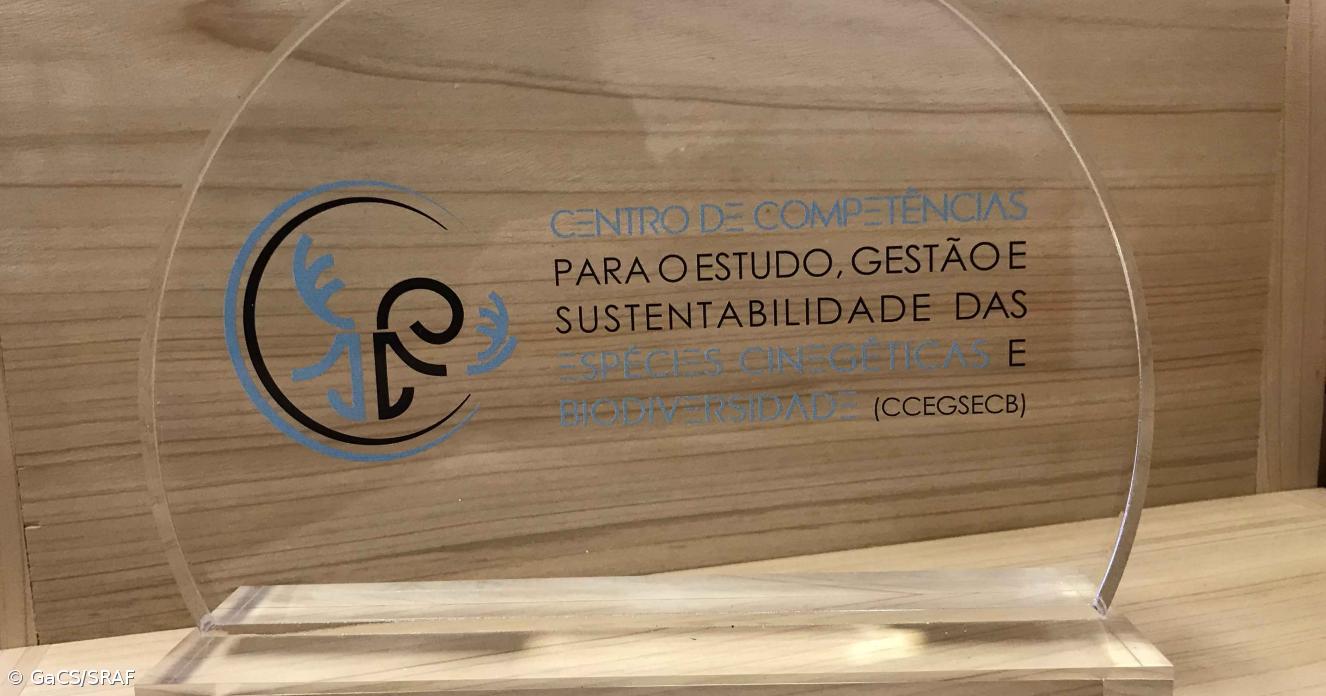 CENTRO DE COMPETÊNCIAS
PARA O ESTUDO, GESTÃO E
SUSTENTABILIDADE DAS
ESPÉCIES CINEGÉTICAS E
BIODIVERSIDADE (CCEGSECB)
© GaCS/SRAF